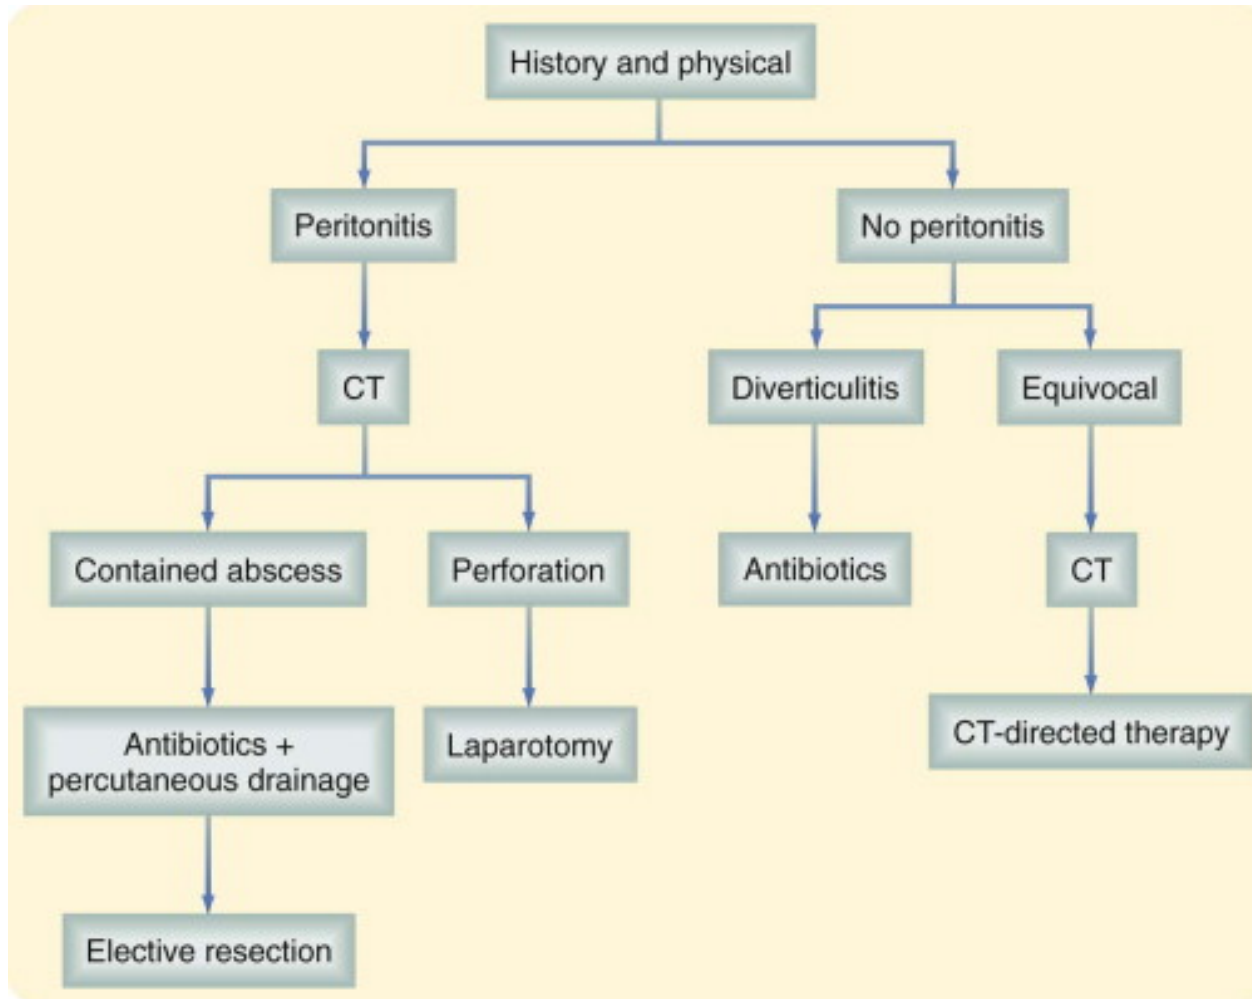 History and physical
Peritonitis
No peritonitis
CT
Diverticulitis
Equivocal
Contained abscess
Perforation
Antibiotics
CT
Antibiotics +
percutaneous drainage
Laparotomy
CT-directed therapy
Elective resection